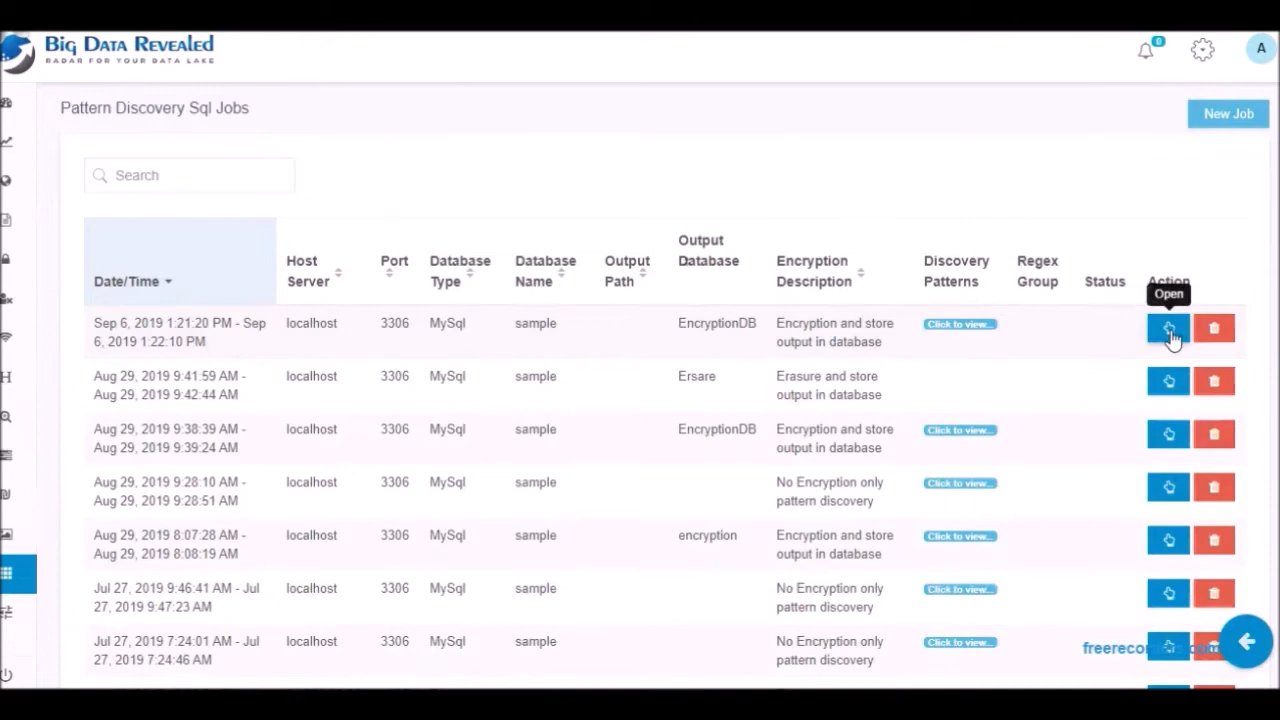 BIG DATA REVEALED
RADAR FOR YOUR DATA LAKE
0
A
Pattern Discovery Sql Jobs
New Job
Search
Date/Time
Host Server
Port
Database Type
Database Name
Output Path
Output Database
Encryption Description
Discovery Patterns
Regex Group
Status
Action
Open
Sep 6, 2019 1:21:20 PM - Sep 6, 2019 1:22:10 PM localhost 3306 MySql sample EncryptionDB Encryption and store output in database Click to view...
Aug 29, 2019 9:41:59 AM - Aug 29, 2019 9:42:44 AM localhost 3306 MySql sample Ersare Erasure and store output in database
Aug 29, 2019 9:38:39 AM - Aug 29, 2019 9:39:24 AM localhost 3306 MySql sample EncryptionDB Encryption and store output in database Click to view...
Aug 29, 2019 9:28:10 AM - Aug 29, 2019 9:28:51 AM localhost 3306 MySql sample No Encryption only pattern discovery Click to view...
Aug 29, 2019 8:07:28 AM - Aug 29, 2019 8:08:19 AM localhost 3306 MySql sample encryption Encryption and store output in database Click to view...
Jul 27, 2019 9:46:41 AM - Jul 27, 2019 9:47:23 AM localhost 3306 MySql sample No Encryption only pattern discovery Click to view...
Jul 27, 2019 7:24:01 AM - Jul 27, 2019 7:24:46 AM localhost 3306 MySql sample No Encryption only pattern discovery Click to view...